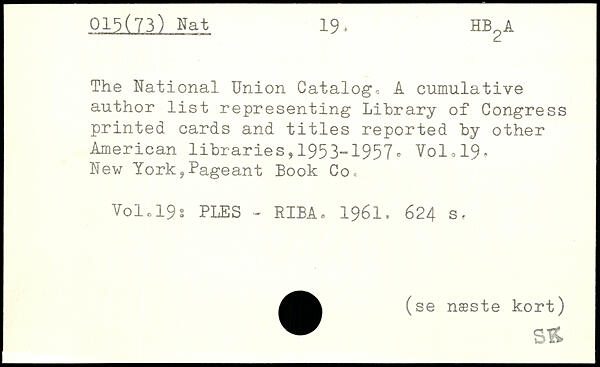 015(73) Nat 19. HB2A
The National Union Catalog. A cumulative
author list representing Library of Congress
printed cards and titles reported by other
American libraries,1953-1957. Vol.19.
New York,Pageant Book Co.
Vol.19: PLES - RIBA. 1961. 624 s.
(se næste kort)
SK